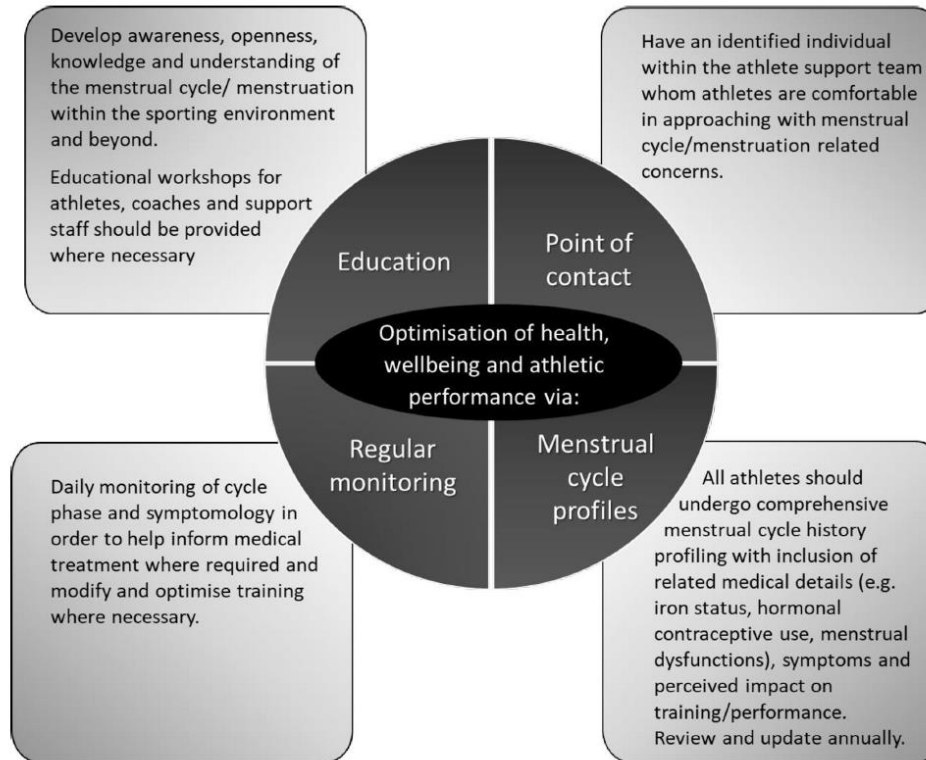 Develop awareness, openness,
knowledge and understanding of
the menstrual cycle/ menstruation
within the sporting environment
and beyond.
Educational workshops for
athletes, coaches and support
staff should be provided
where necessary
Have an identified individual
within the athlete support team
whom athletes are comfortable
in approaching with menstrual
cycle/menstruation related
concerns.
Education
Point of
contact
Optimisation of health,
wellbeing and athletic
performance via:
Regular
monitoring
Menstrual
cycle
profiles
Daily monitoring of cycle
phase and symptomology in
order to help inform medical
treatment where required and
modify and optimise training
where necessary.
All athletes should
undergo comprehensive
menstrual cycle history
profiling with inclusion of
related medical details (e.g.
iron status, hormonal
contraceptive use, menstrual
dysfunctions), symptoms and
perceived impact on
training/performance.
Review and update annually.